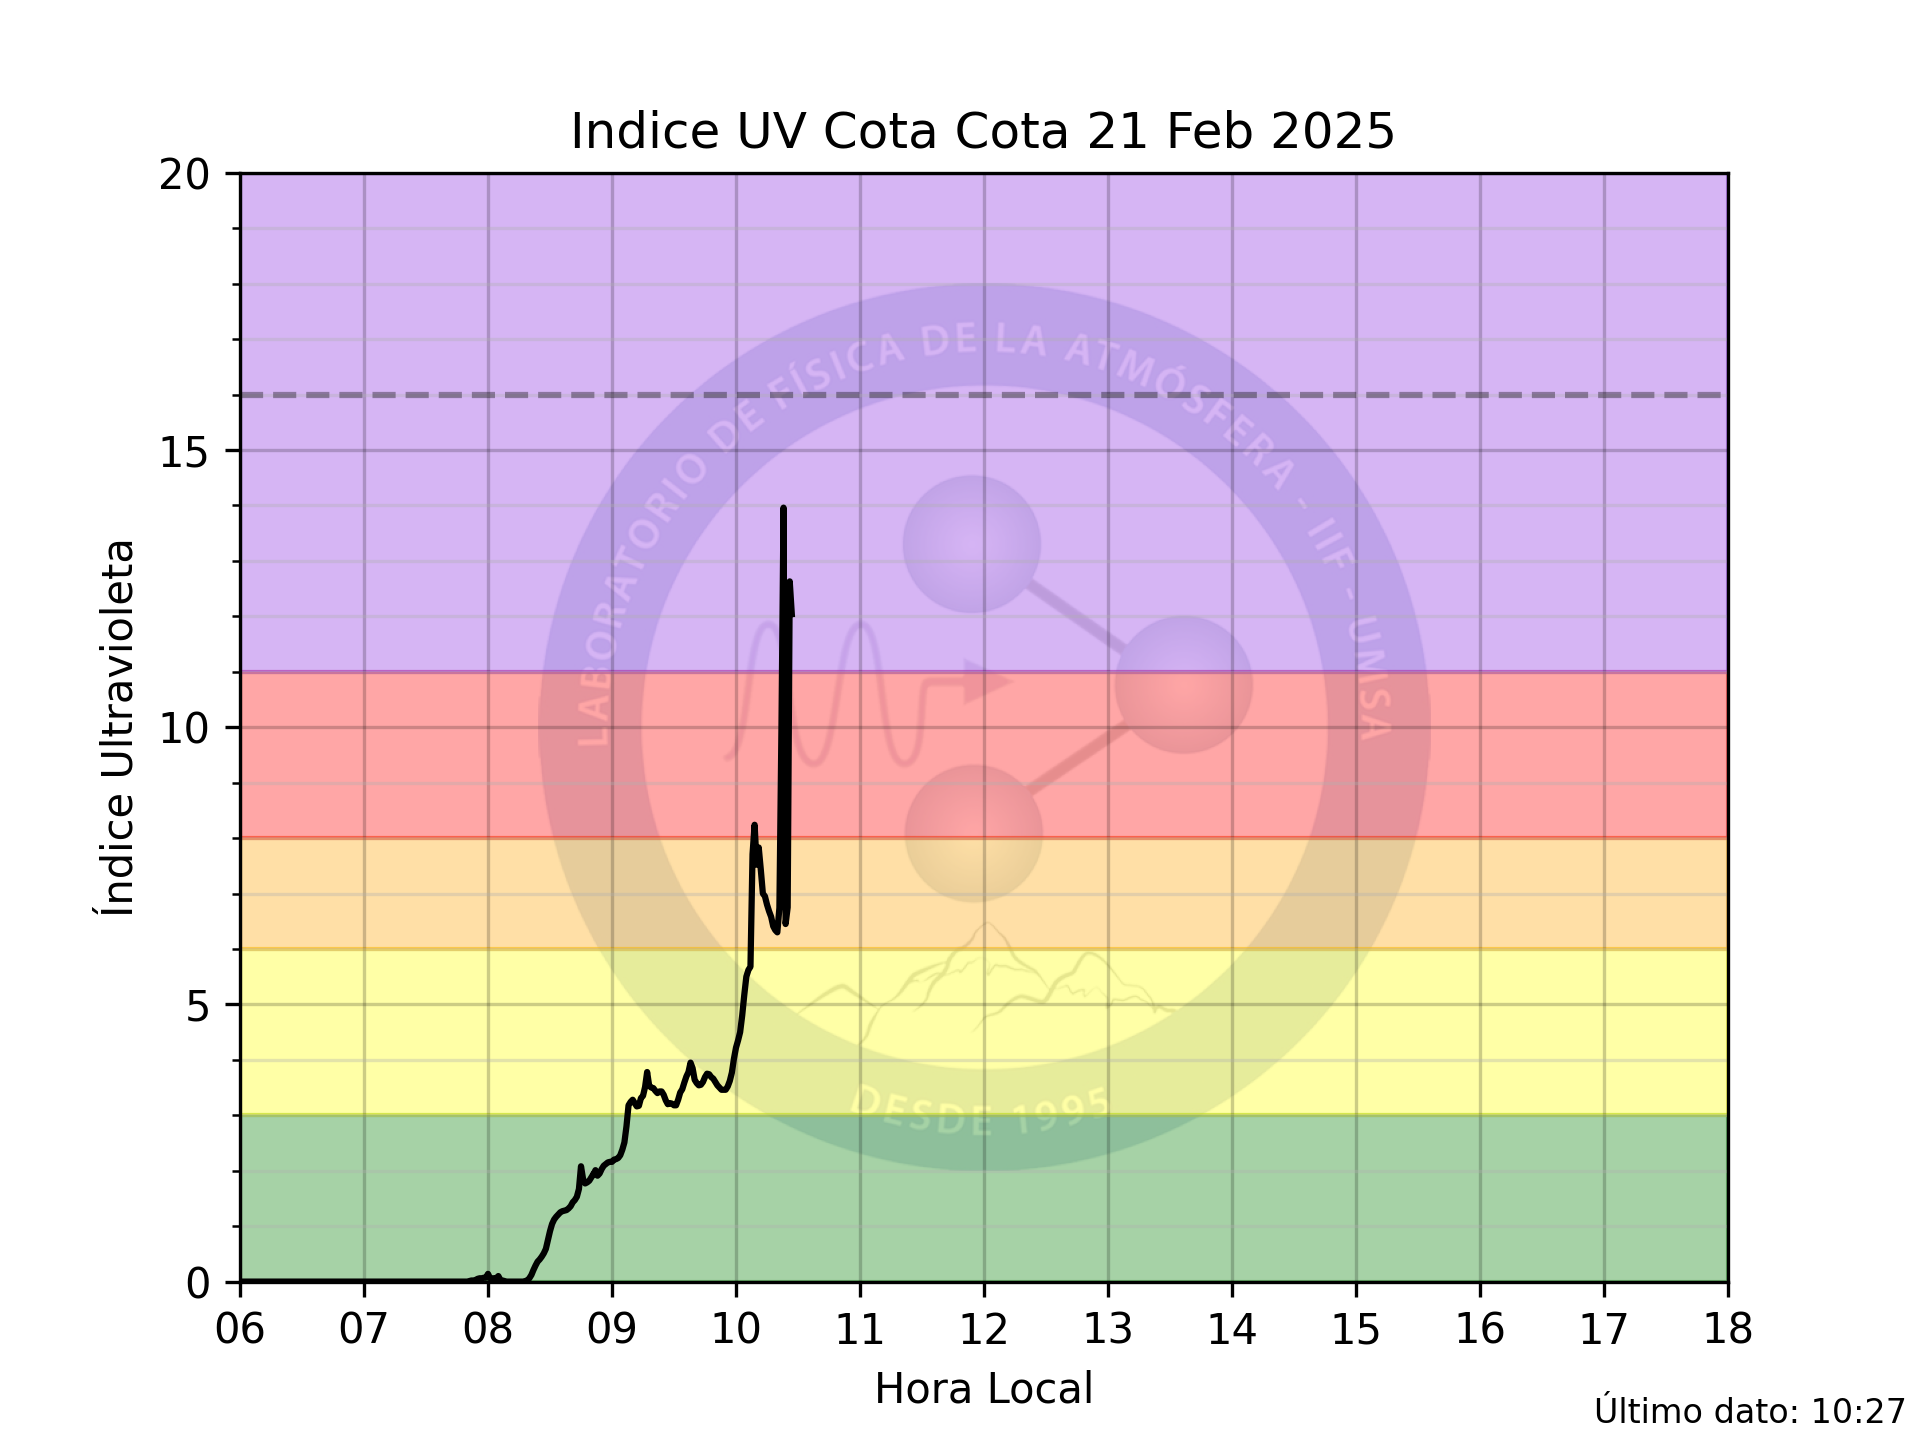 Indice UV Cota Cota 21 Feb 2025
20
15
10
5
0
Índice Ultravioleta
LABORATORIO DE FÍSICA DE LA ATMÓSFERA - IIF - UMSA
DESDE 1995
06 07 08 09 10 11 12 13 14 15 16 17 18
Hora Local
Último dato: 10:27